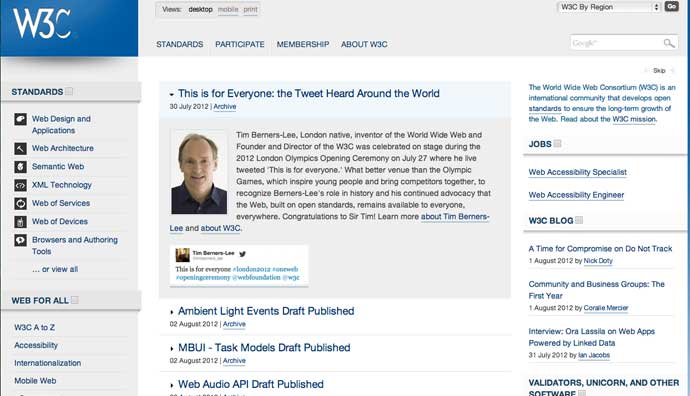 W3C
Views: desktop mobile print
W3C By Region
Go
STANDARDS PARTICIPATE MEMBERSHIP ABOUT W3C
Google
Skip
STANDARDS
Web Design and
Applications
Web Architecture
Semantic Web
XML Technology
Web of Services
Web of Devices
Browsers and Authoring
Tools
... or view all
WEB FOR ALL
W3C A to Z
Accessibility
Internationalization
Mobile Web
This is for Everyone: the Tweet Heard Around the World
30 July 2012 | Archive
Tim Berners-Lee, London native, inventor of the World Wide Web and
Founder and Director of the W3C was celebrated on stage during the
2012 London Olympics Opening Ceremony on July 27 where he live
tweeted 'This is for everyone.' What better venue than the Olympic
Games, which inspire young people and bring competitors together, to
recognize Berners-Lee's role in history and his continued advocacy that
the Web, built on open standards, remains available to everyone,
everywhere. Congratulations to Sir Tim! Learn more about Tim Berners-
Lee and about W3C.
Tim Berners-Lee
This is for everyone #london2012 #oneweb
#openingceremony @webfoundation @w3c
Ambient Light Events Draft Published
02 August 2012 | Archive
MBUI - Task Models Draft Published
02 August 2012 | Archive
Web Audio API Draft Published
02 August 2012 | Archive
The World Wide Web Consortium (W3C) is an
international community that develops open
standards to ensure the long-term growth of
the Web. Read about the W3C mission.
JOBS
Web Accessibility Specialist
Web Accessibility Engineer
W3C BLOG
A Time for Compromise on Do Not Track
1 August 2012 by Nick Doty
Community and Business Groups: The
First Year
1 August 2012 by Coralie Mercier
Interview: Ora Lassila on Web Apps
Powered by Linked Data
31 July 2012 by Ian Jacobs
VALIDATORS, UNICORN, AND OTHER
SOFTWARE